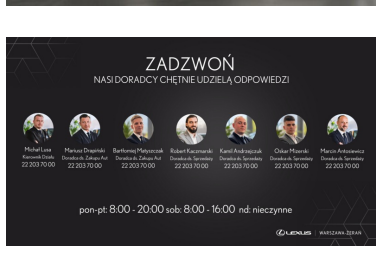 ZADZWOŃ
NASI DORADCY CHĘTNIE UDZIELĄ ODPOWIEDZI
Michał Lusa
Kierownik Działu
22 203 70 00
Mariusz Drapiński
Doradca ds. Zakupu Aut
22 203 70 00
Bartłomiej Matyszczak
Doradca ds. Zakupu Aut
22 203 70 00
Robert Kaczmarski
Doradca ds. Sprzedaży
22 203 70 00
Kamil Andrzejczuk
Doradca ds. Sprzedaży
22 203 70 00
Oskar Mizerski
Doradca ds. Sprzedaży
22 203 70 00
Marcin Antosiewicz
Doradca ds. Sprzedaży
22 203 70 00
pon-pt: 8:00 - 20:00 sob: 8:00 - 16:00 nd: nieczynne
LEXUS | WARSZAWA-ŻERAŃ